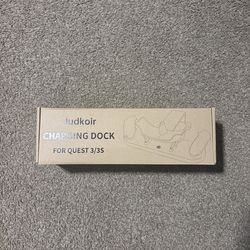 ludkoir
CHARGING DOCK
FOR QUEST 3/3S